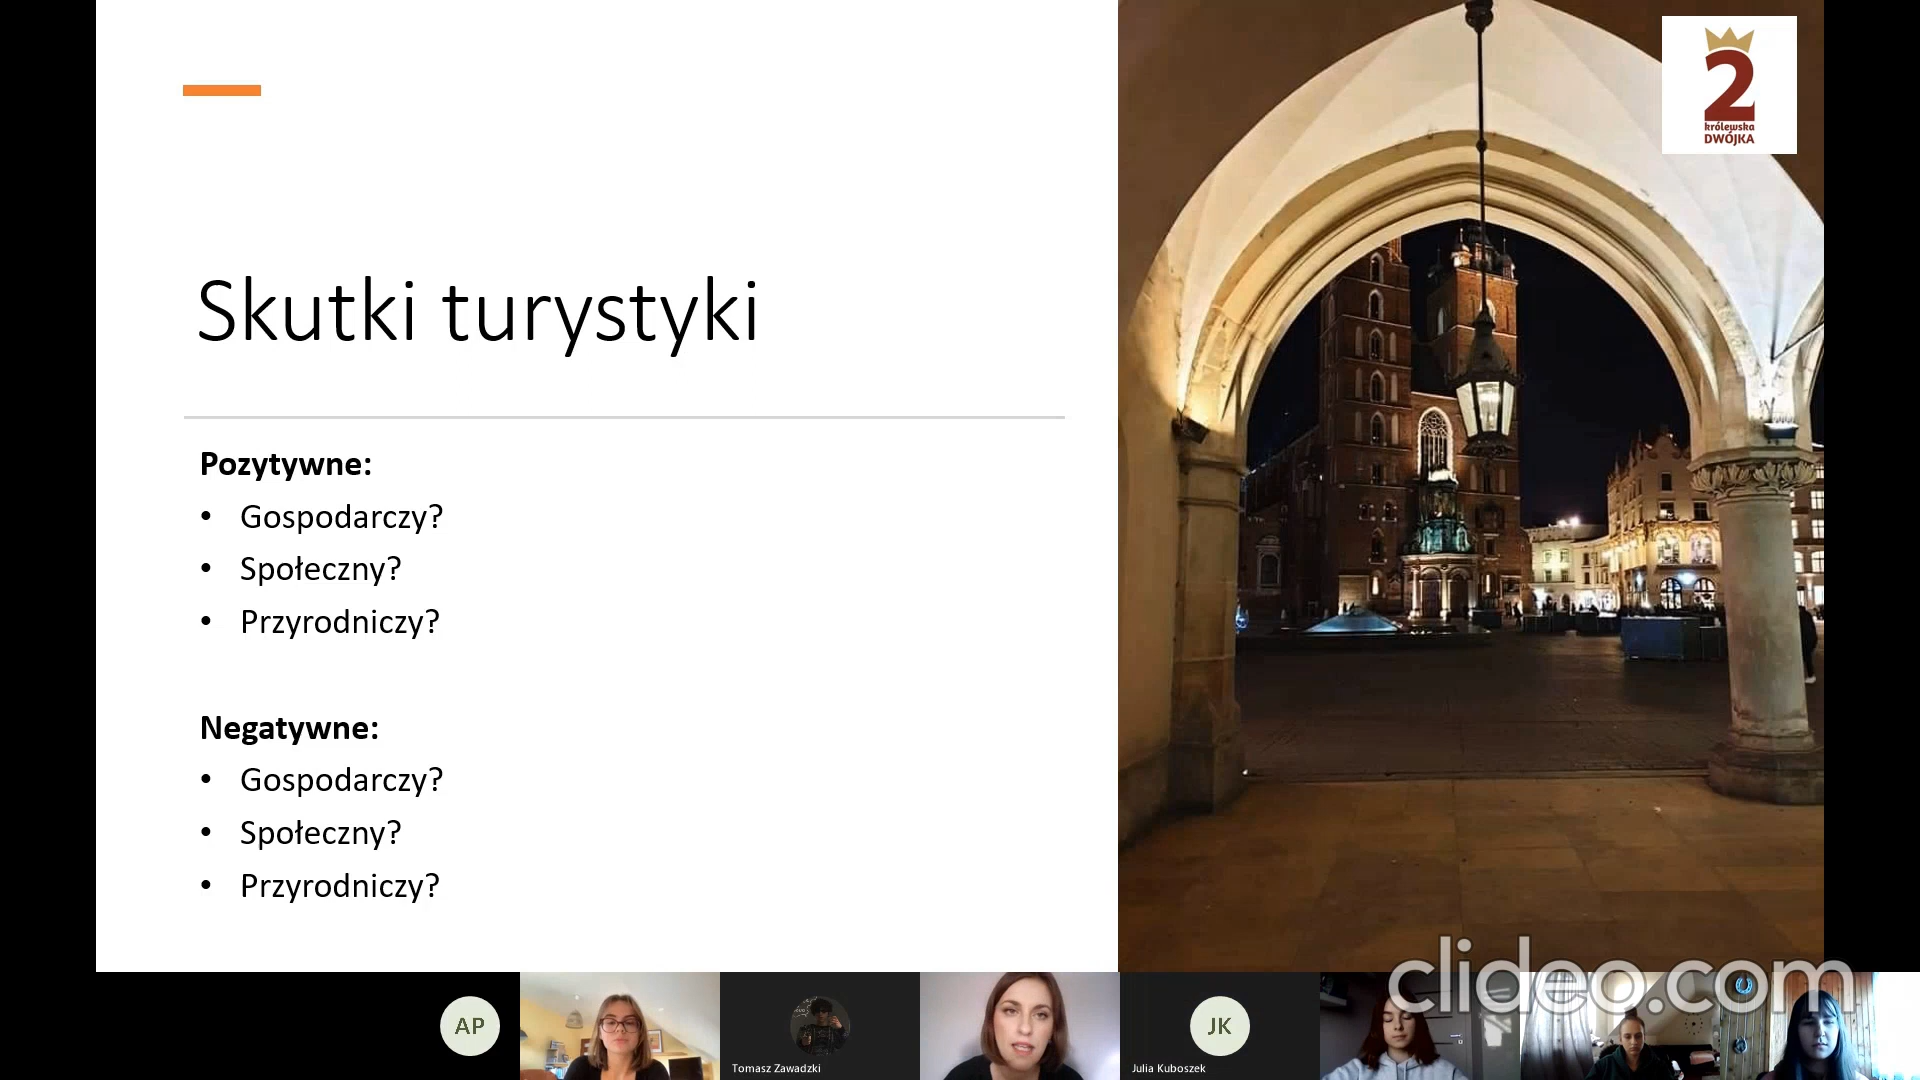 2
królewska
DWÓJKA
Skutki turystyki
Pozytywne:
• Gospodarczy?
• Społeczny?
• Przyrodniczy?
Negatywne:
• Gospodarczy?
• Społeczny?
• Przyrodniczy?
clideo.com
AP
Tomasz Zawadzki
JK
Julia Kuboszek